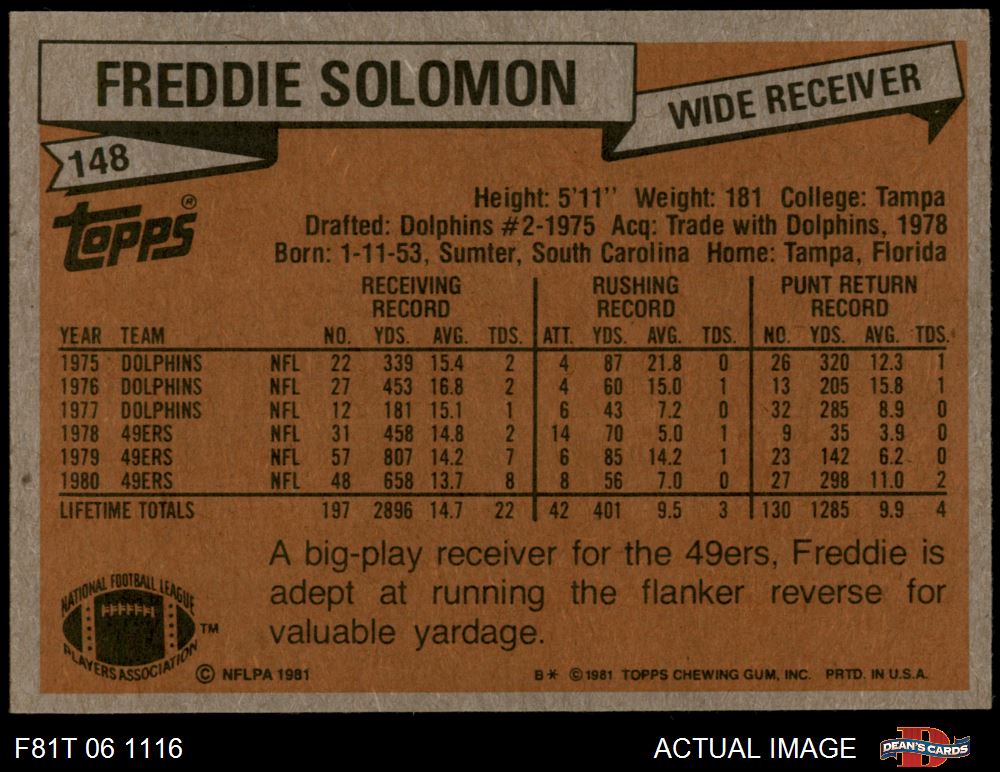 FREDDIE SOLOMON
WIDE RECEIVER
148
TOPPS®
Height: 5'11'' Weight: 181 College: Tampa
Drafted: Dolphins #2-1975 Acq: Trade with Dolphins, 1978
Born: 1-11-53, Sumter, South Carolina Home: Tampa, Florida
RECEIVING RECORD RUSHING RECORD PUNT RETURN RECORD
YEAR TEAM NO. YDS. AVG. TDS. ATT. YDS. AVG. TDS. NO. YDS. AVG. TDS.
1975 DOLPHINS NFL 22 339 15.4 2 4 87 21.8 0 26 320 12.3 1
1976 DOLPHINS NFL 27 453 16.8 2 4 60 15.0 1 13 205 15.8 1
1977 DOLPHINS NFL 12 181 15.1 1 6 43 7.2 0 32 285 8.9 0
1978 49ERS NFL 31 458 14.8 2 14 70 5.0 1 9 35 3.9 0
1979 49ERS NFL 57 807 14.2 7 6 85 14.2 1 23 142 6.2 0
1980 49ERS NFL 48 658 13.7 8 8 56 7.0 0 27 298 11.0 2
LIFETIME TOTALS 197 2896 14.7 22 42 401 9.5 3 130 1285 9.9 4
A big-play receiver for the 49ers, Freddie is
adept at running the flanker reverse for
valuable yardage.
NATIONAL FOOTBALL LEAGUE
PLAYERS ASSOCIATION TM
© NFLPA 1981
B* © 1981 TOPPS CHEWING GUM, INC. PRTD. IN U.S.A.
F81T 06 1116
ACTUAL IMAGE
D DEAN'S CARDS